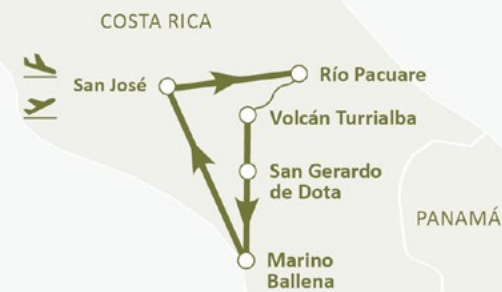 COSTA RICA
San José
Río Pacuare
Volcán Turrialba
San Gerardo
de Dota
PANAMÁ
Marino
Ballena